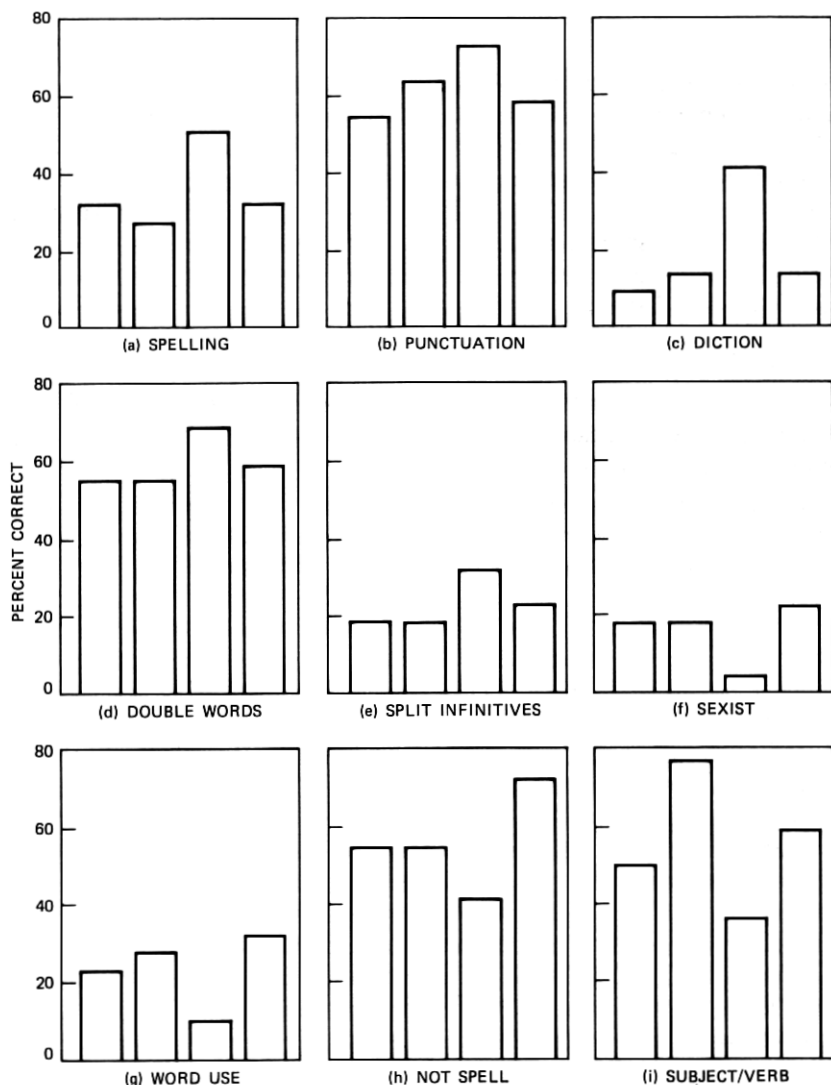 80
60
40
20
0
(a) SPELLING
(b) PUNCTUATION
(c) DICTION
PERCENT CORRECT
80
60
40
20
0
(d) DOUBLE WORDS
(e) SPLIT INFINITIVES
(f) SEXIST
80
60
40
20
0
(g) WORD USE
(h) NOT SPELL
(i) SUBJECT/VERB